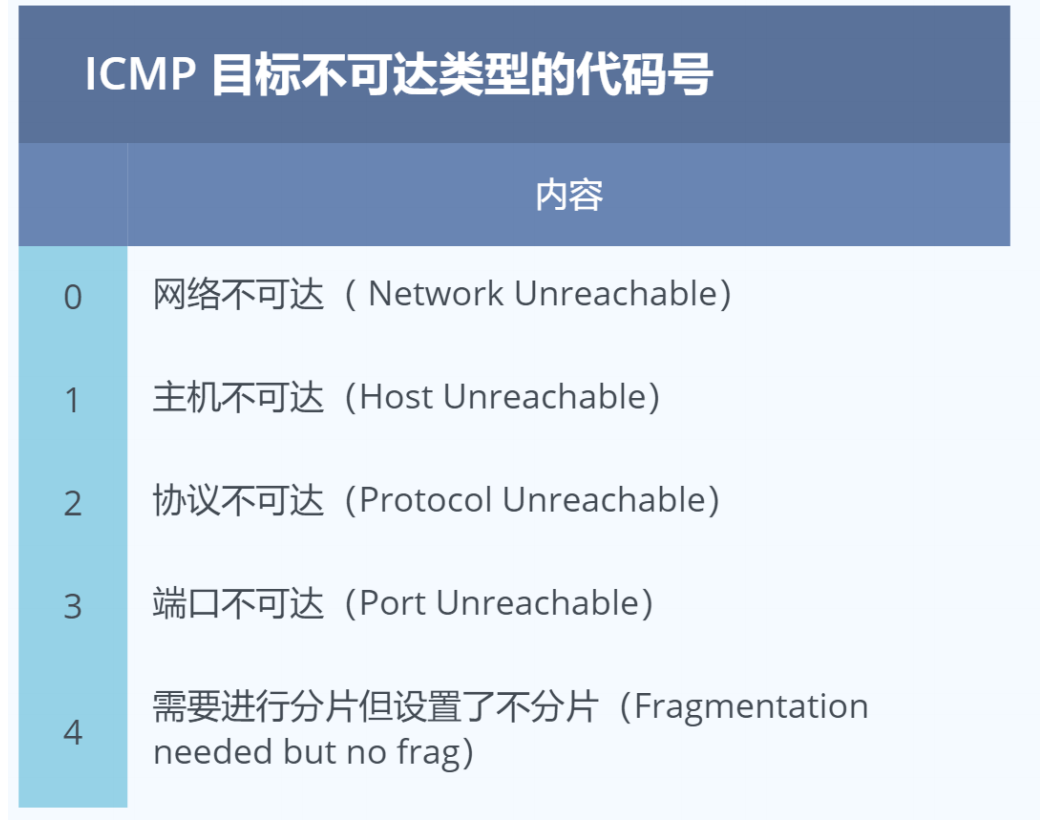 ICMP 目标不可达类型的代码号
内容
0 网络不可达（ Network Unreachable）
1 主机不可达（Host Unreachable）
2 协议不可达（Protocol Unreachable）
3 端口不可达（Port Unreachable）
4 需要进行分片但设置了不分片（Fragmentation
needed but no frag）